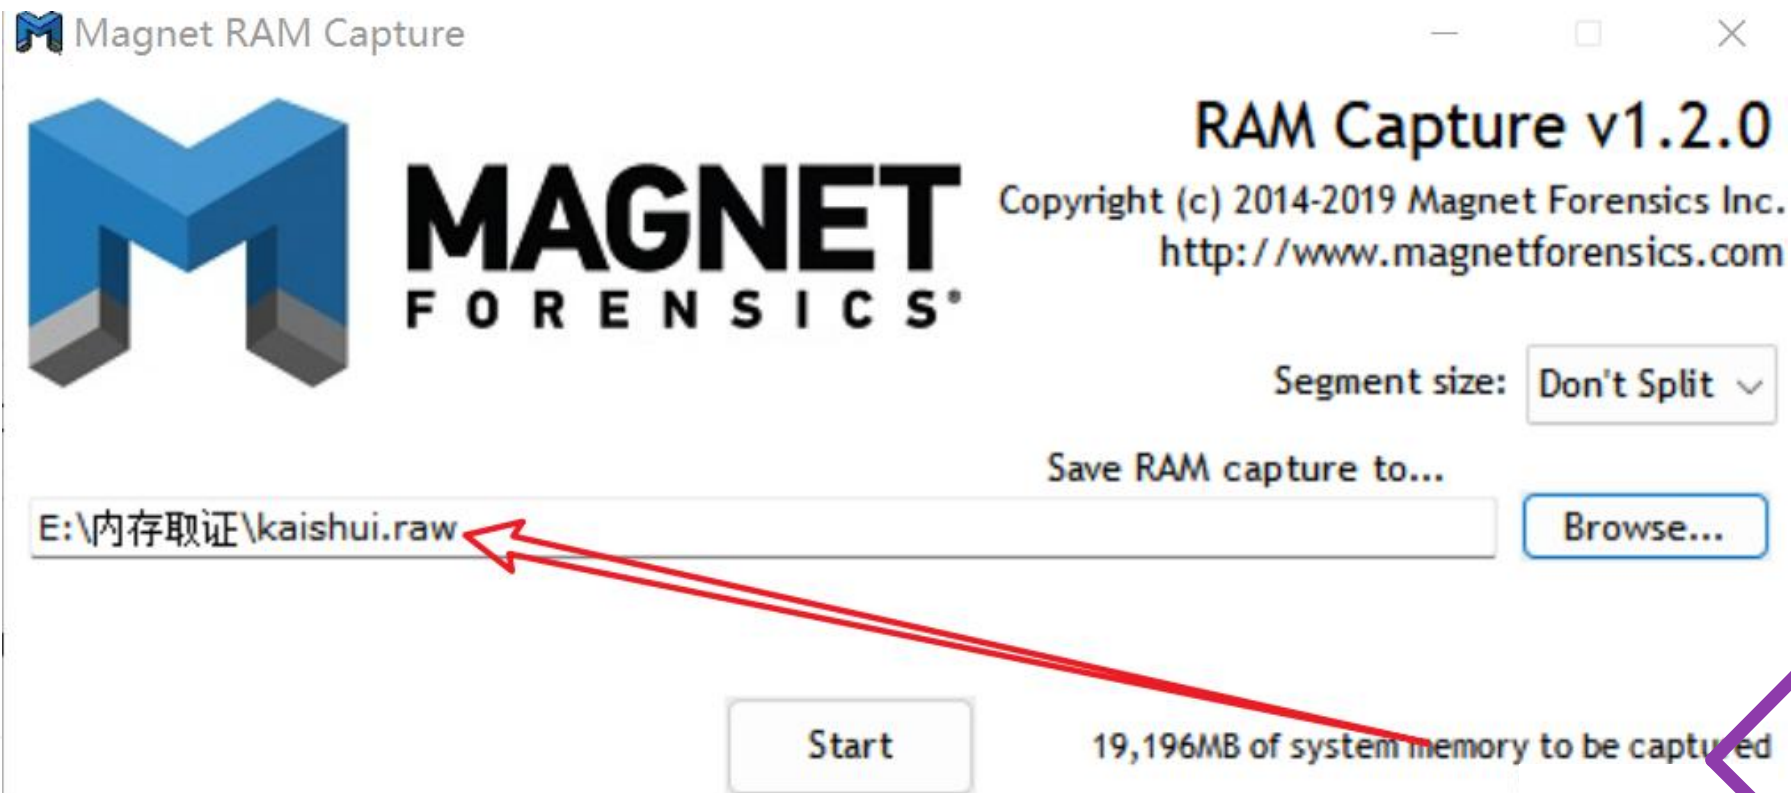 Magnet RAM Capture
RAM Capture v1.2.0
MAGNET
FORENSICS®
Copyright (c) 2014-2019 Magnet Forensics Inc.
http://www.magnetforensics.com
Segment size: Don't Split
Save RAM capture to...
E:\内存取证\kaishui.raw
Browse...
Start
19,196MB of system memory to be captured